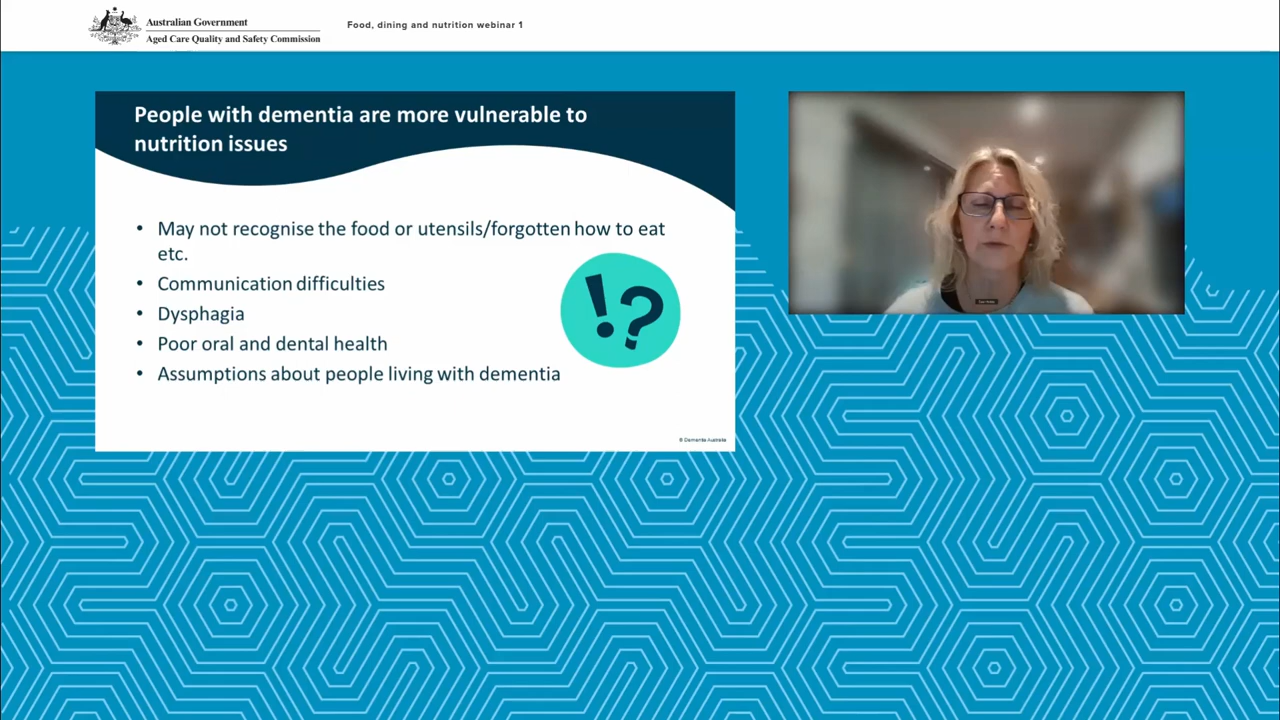 Australian Government
Aged Care Quality and Safety Commission
Food, dining and nutrition webinar 1
People with dementia are more vulnerable to
nutrition issues
• May not recognise the food or utensils/forgotten how to eat
etc.
• Communication difficulties
• Dysphagia
• Poor oral and dental health
• Assumptions about people living with dementia
!?
© Dementia Australia